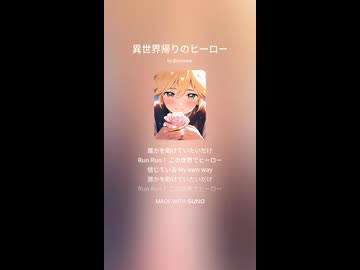 異世界帰りのヒーロー
誰かを助けていたいだけ
Run Run！ この世界でヒーロー
信じている My own way
誰かを助けていたいだけ
Run Run！ この世界でヒーロー
MADE WITH SUNO